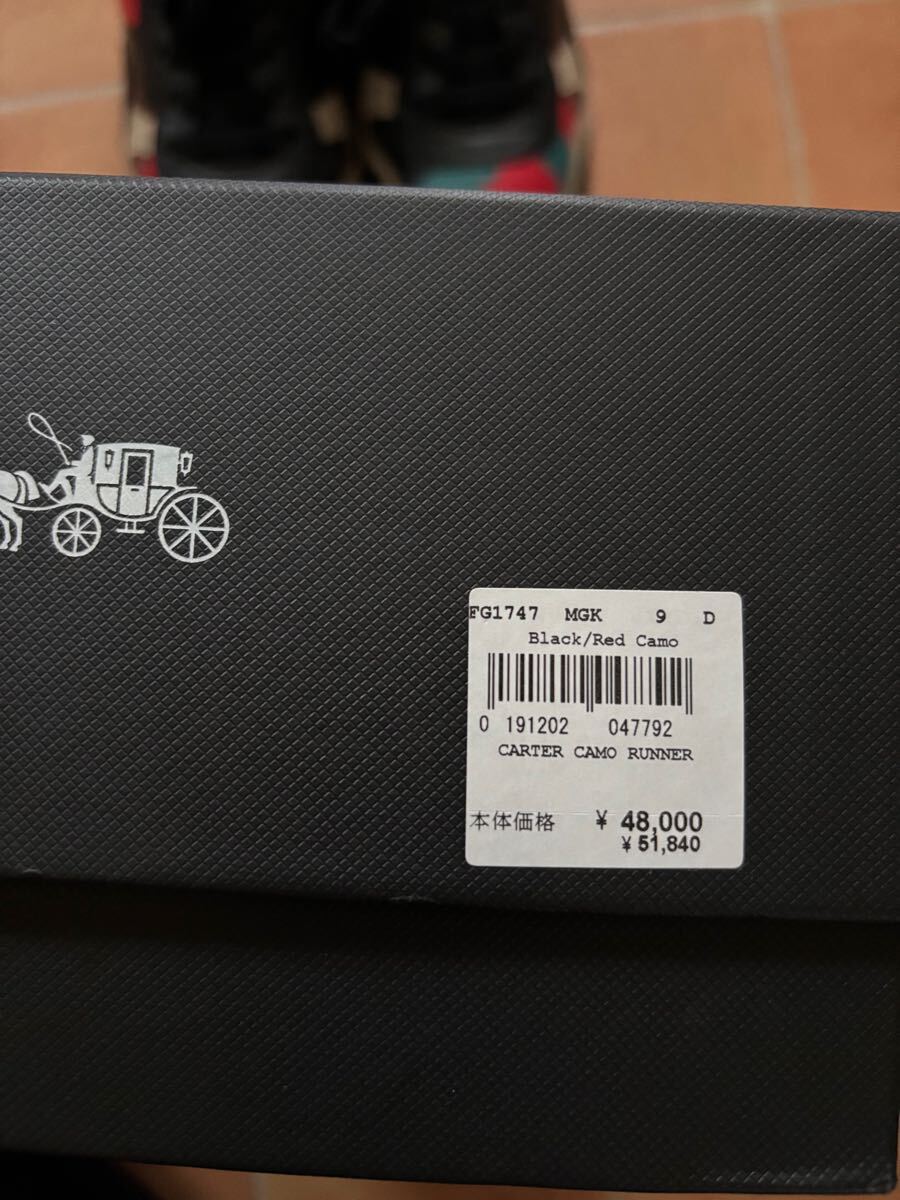 FG1747 MGK 9 D
Black/Red Camo
0 191202 047792
CARTER CAMO RUNNER
本体価格 ¥ 48,000
¥ 51,840